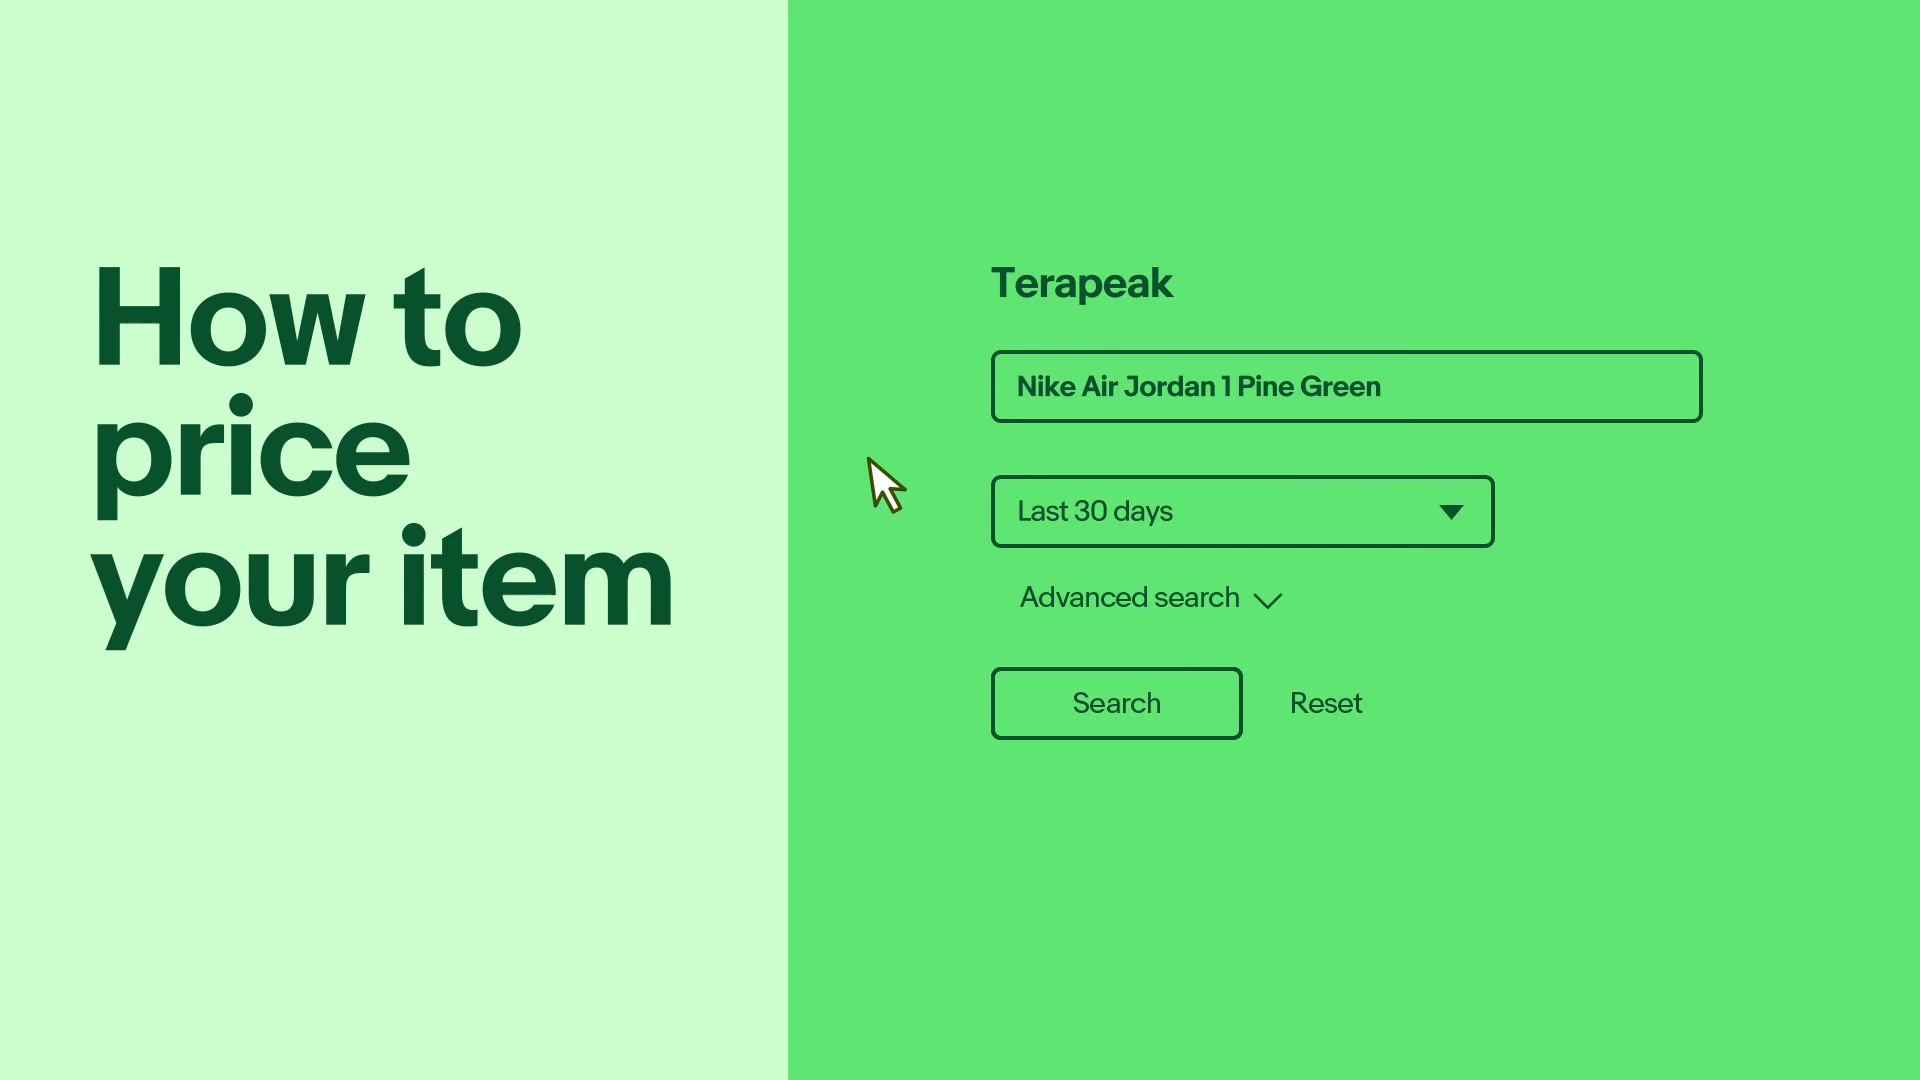 How to
price
your item
Terapeak
Nike Air Jordan 1 Pine Green
Last 30 days
Advanced search
Search
Reset